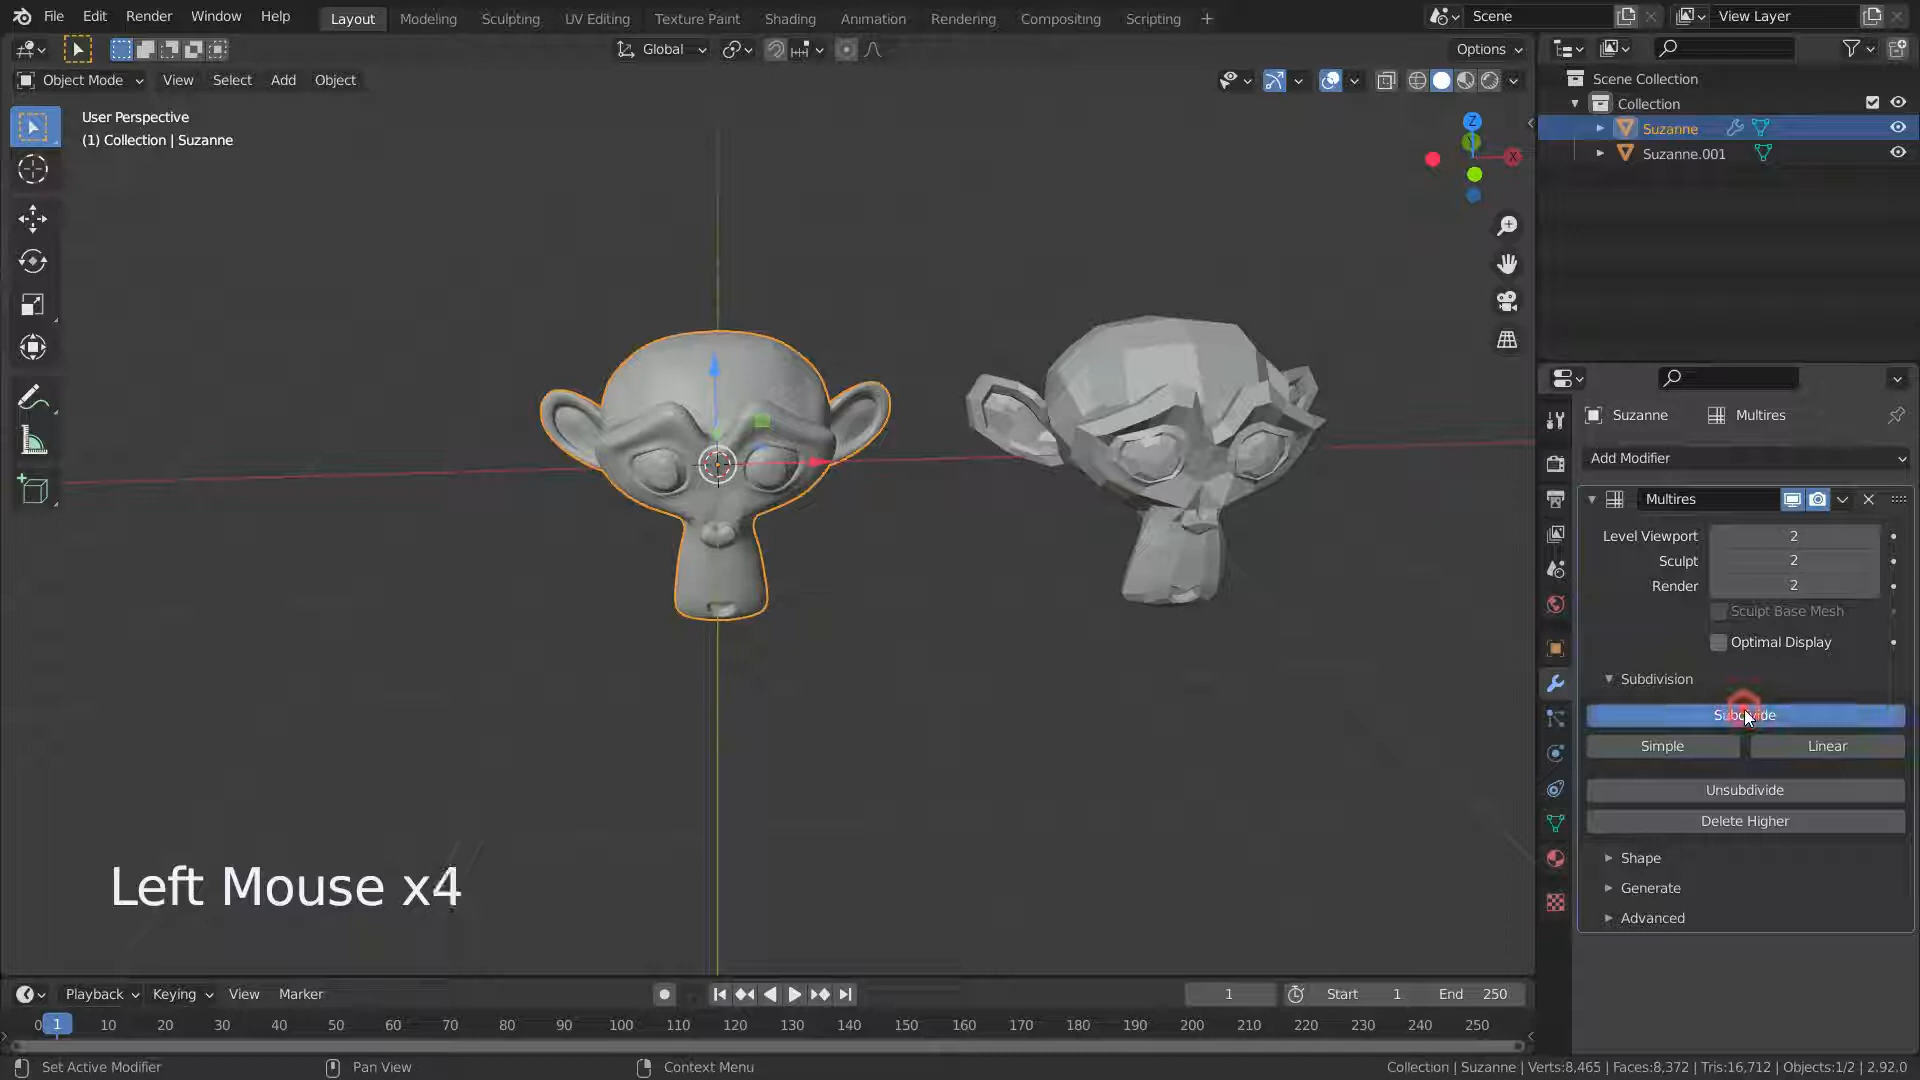 File Edit Render Window Help Layout Modeling Sculpting UV Editing Texture Paint Shading Animation Rendering Compositing Scripting + Scene View Layer
Global Options
Object Mode View Select Add Object
User Perspective
(1) Collection | Suzanne
Z
X
Scene Collection
Collection
Suzanne
Suzanne.001
Suzanne Multires
Add Modifier
Multires
Level Viewport 2
Sculpt 2
Render 2
Sculpt Base Mesh
Optimal Display
Subdivision
Subdivide
Simple Linear
Unsubdivide
Delete Higher
Shape
Generate
Advanced
Left Mouse x4
Playback Keying View Marker 1 Start 1 End 250
0 1 10 20 30 40 50 60 70 80 90 100 110 120 130 140 150 160 170 180 190 200 210 220 230 240 250
Set Active Modifier Pan View Context Menu Collection | Suzanne | Verts:8,465 | Faces:8,372 | Tris:16,712 | Objects:1/2 | 2.92.0